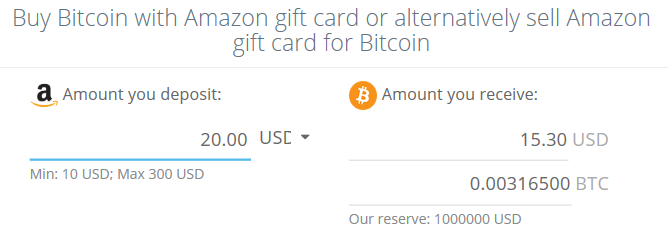 Buy Bitcoin with Amazon gift card or alternatively sell Amazon
gift card for Bitcoin
a Amount you deposit:
20.00 USD
Min: 10 USD; Max 300 USD
Amount you receive:
15.30 USD
0.00316500 BTC
Our reserve: 1000000 USD